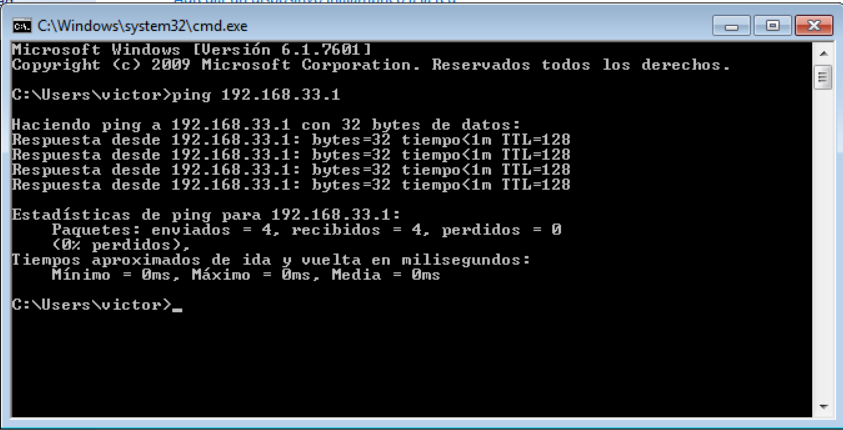 C:\Windows\system32\cmd.exe
Microsoft Windows [Versión 6.1.7601]
Copyright (c) 2009 Microsoft Corporation. Reservados todos los derechos.
C:\Users\victor>ping 192.168.33.1
Haciendo ping a 192.168.33.1 con 32 bytes de datos:
Respuesta desde 192.168.33.1: bytes=32 tiempo<1m TTL=128
Respuesta desde 192.168.33.1: bytes=32 tiempo<1m TTL=128
Respuesta desde 192.168.33.1: bytes=32 tiempo<1m TTL=128
Respuesta desde 192.168.33.1: bytes=32 tiempo<1m TTL=128
Estadísticas de ping para 192.168.33.1:
Paquetes: enviados = 4, recibidos = 4, perdidos = 0
(0% perdidos),
Tiempos aproximados de ida y vuelta en milisegundos:
Mínimo = 0ms, Máximo = 0ms, Media = 0ms
C:\Users\victor>_